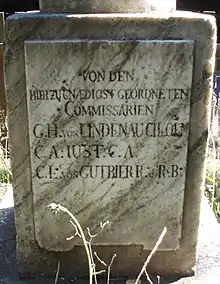 VON DEN
HIERZU GNÆDIGST GEORDNETEN
COMMISSARIEN
G. H. VON LINDENAU CH. O.
C. A. IUST. C. A.
C. L. VON GUTBIER R. U. R. B.